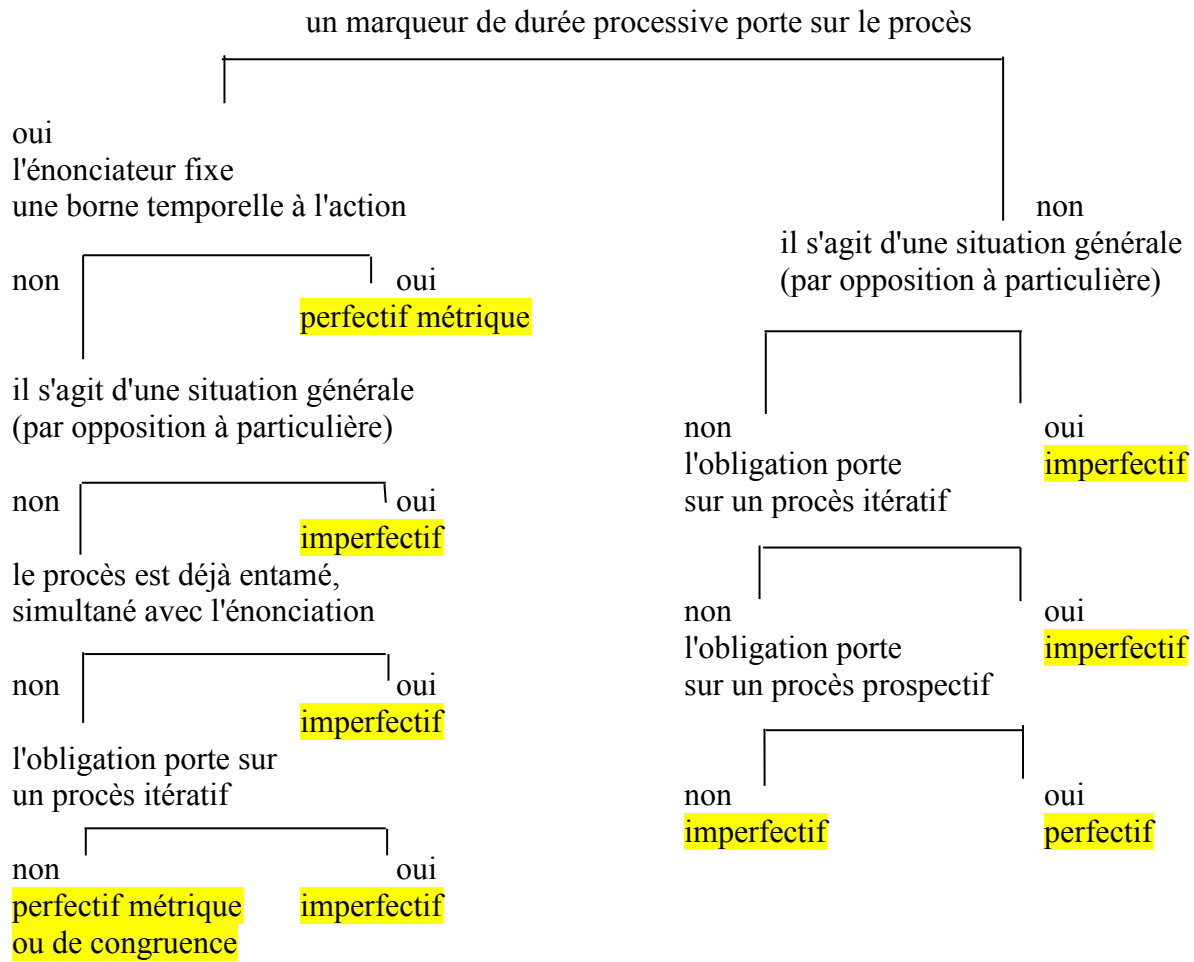 un marqueur de durée processive porte sur le procès
oui
l'énonciateur fixe
une borne temporelle à l'action
non
oui
perfectif métrique
il s'agit d'une situation générale
(par opposition à particulière)
non
oui
imperfectif
le procès est déjà entamé,
simultané avec l'énonciation
non
oui
imperfectif
l'obligation porte sur
un procès itératif
non
oui
perfectif métrique
ou de congruence
imperfectif
non
il s'agit d'une situation générale
(par opposition à particulière)
non
oui
l'obligation porte
sur un procès itératif
imperfectif
non
oui
l'obligation porte
sur un procès prospectif
imperfectif
non
oui
imperfectif
perfectif